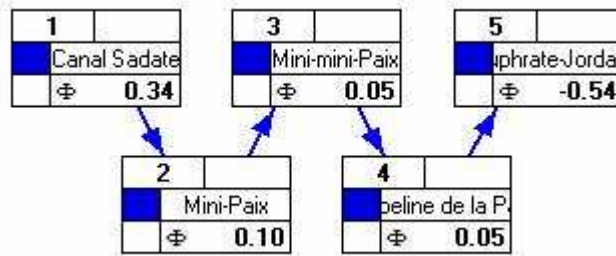 1
Canal Sadate
Φ 0.34
2
Mini-Paix
Φ 0.10
3
Mini-mini-Paix
Φ 0.05
4
peline de la P
Φ 0.05
5
uphrate-Jorda
Φ -0.54